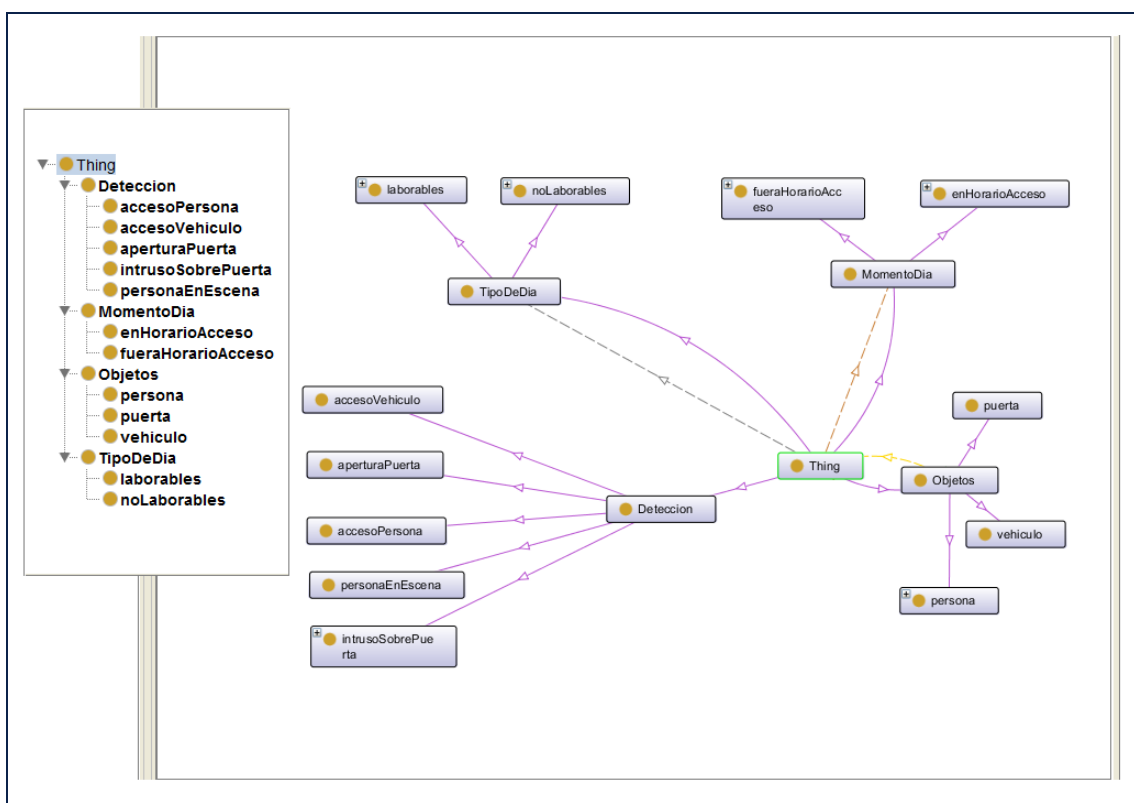 Thing
Deteccion
accesoPersona
accesoVehiculo
aperturaPuerta
intrusoSobrePuerta
personaEnEscena
MomentoDia
enHorarioAcceso
fueraHorarioAcceso
Objetos
persona
puerta
vehiculo
TipoDeDia
laborables
noLaborables
laborables
noLaborables
fueraHorarioAcc
eso
enHorarioAcceso
TipoDeDia
MomentoDia
accesoVehiculo
puerta
aperturaPuerta
Thing
Objetos
Deteccion
accesoPersona
vehiculo
personaEnEscena
persona
intrusoSobrePue
rta